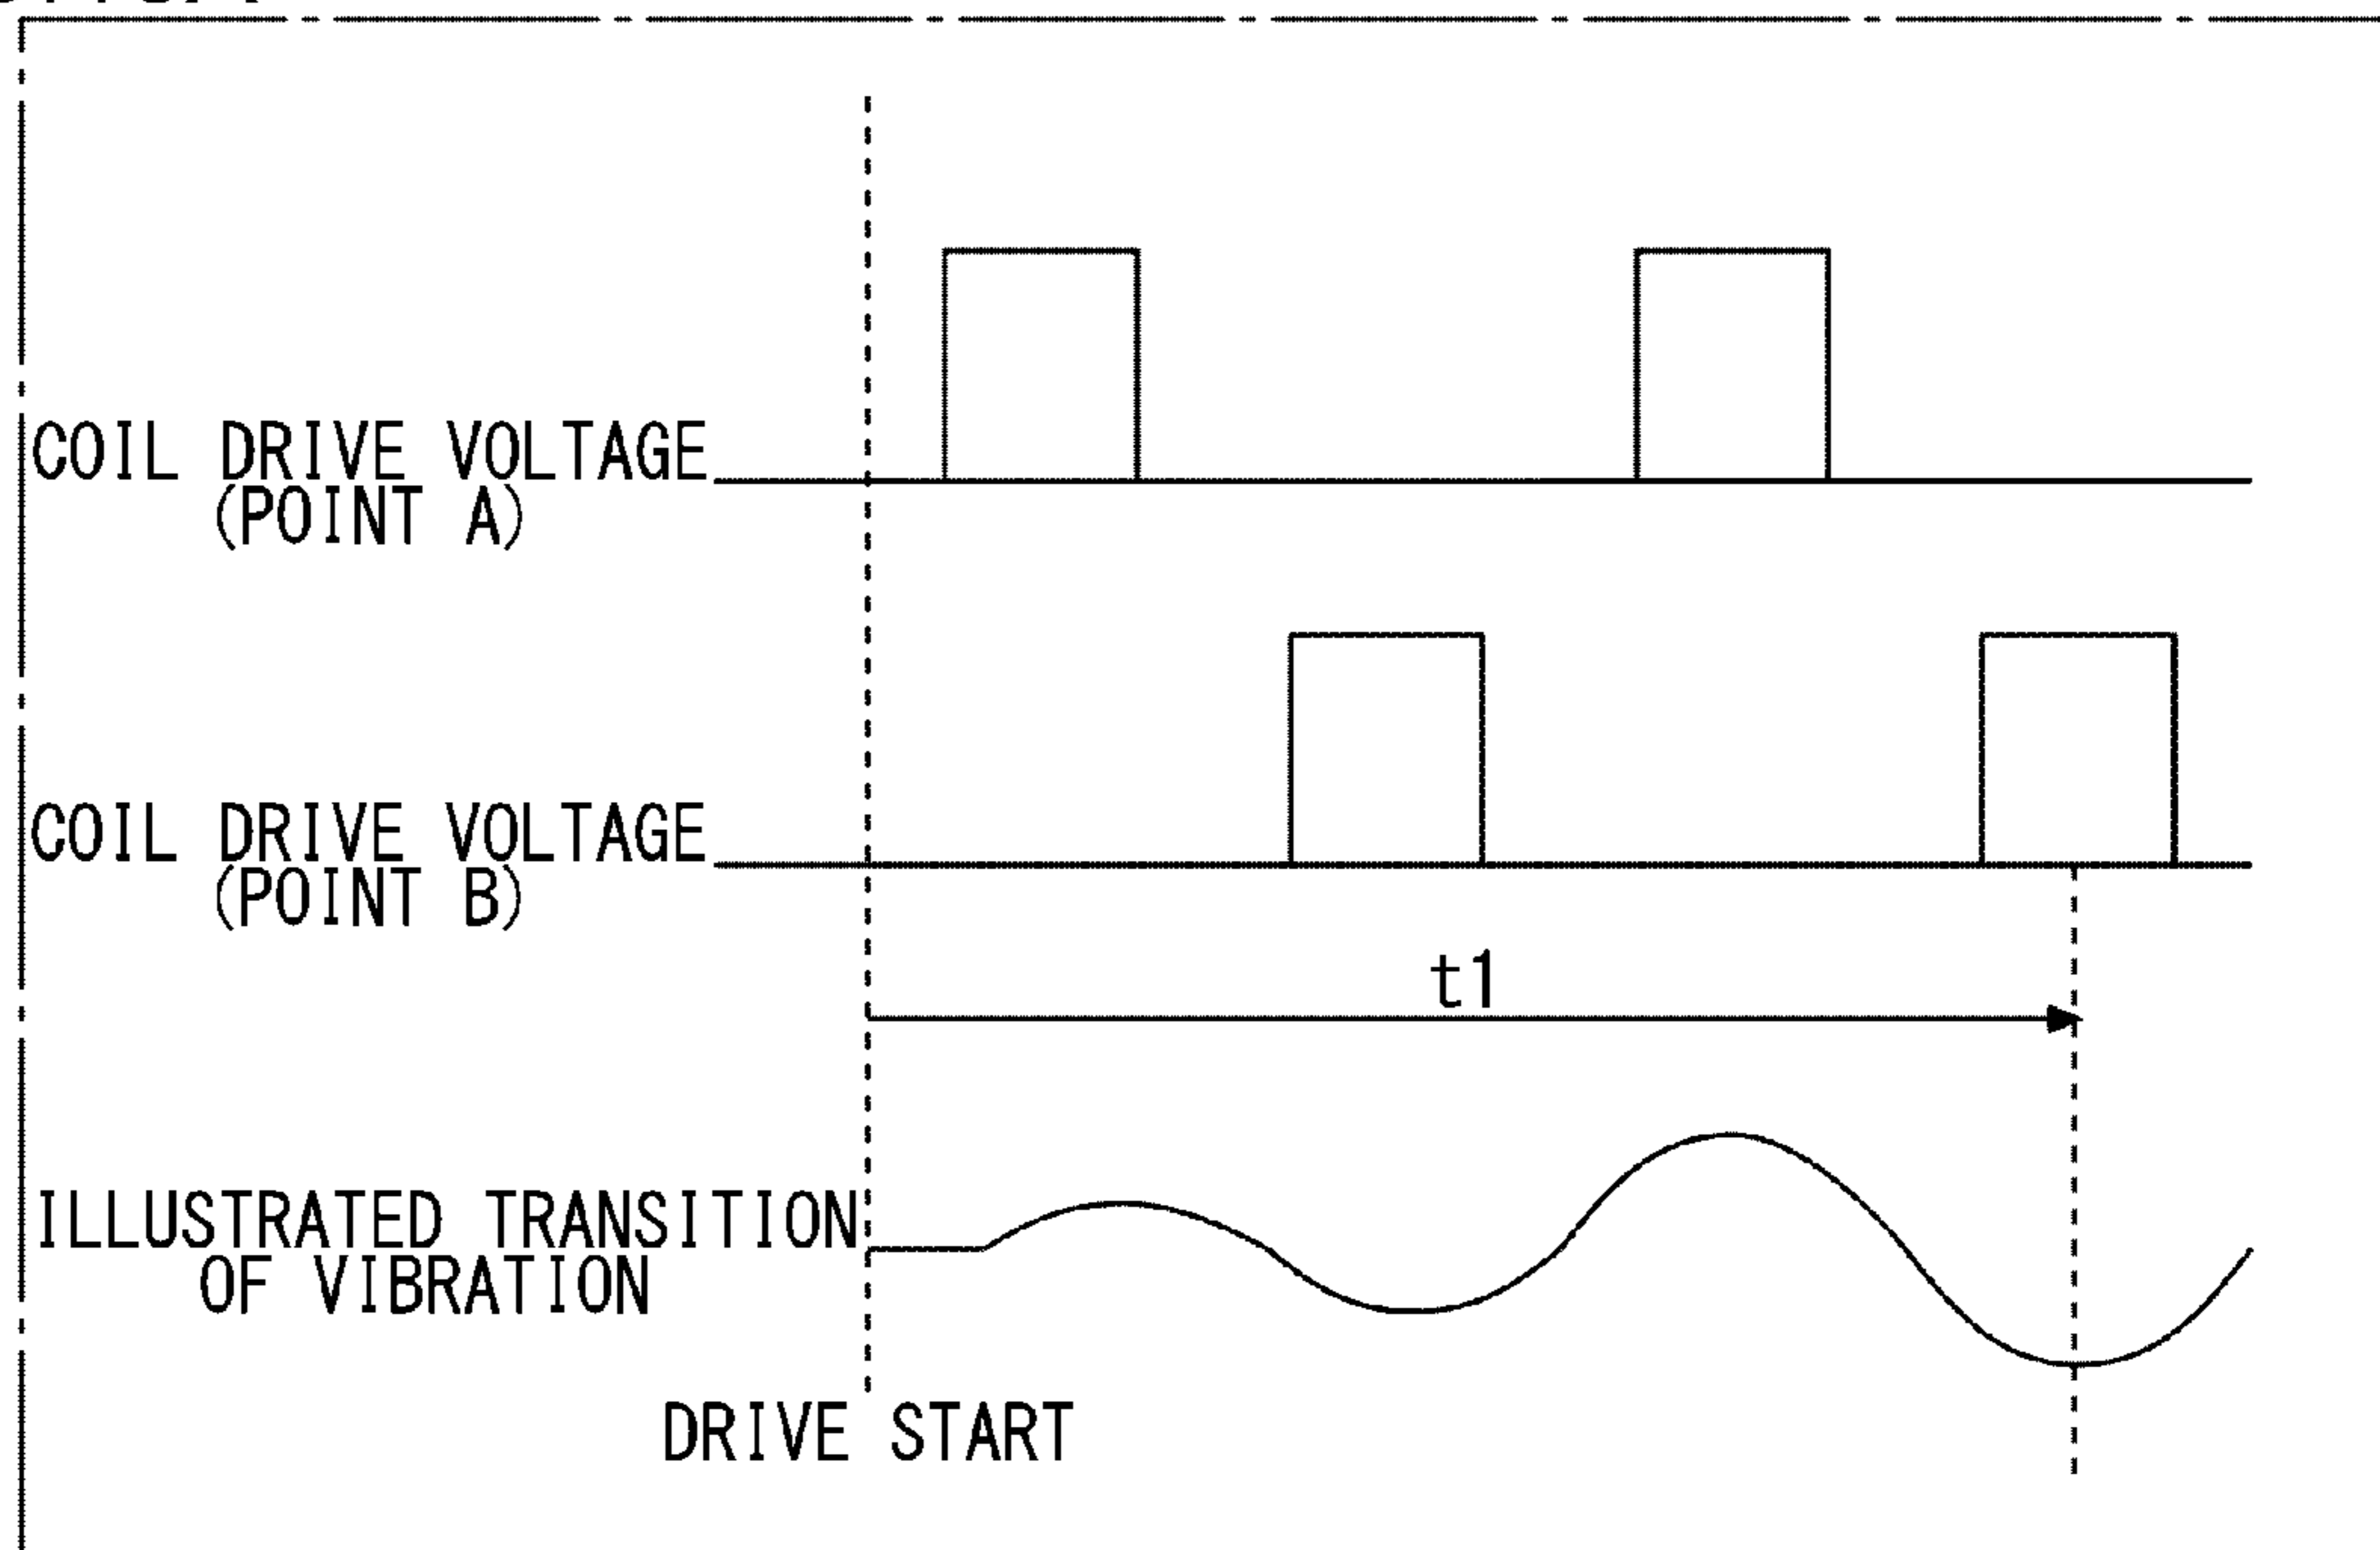 COIL DRIVE VOLTAGE
(POINT A)
COIL DRIVE VOLTAGE
(POINT B)
t1
ILLUSTRATED TRANSITION
OF VIBRATION
DRIVE START